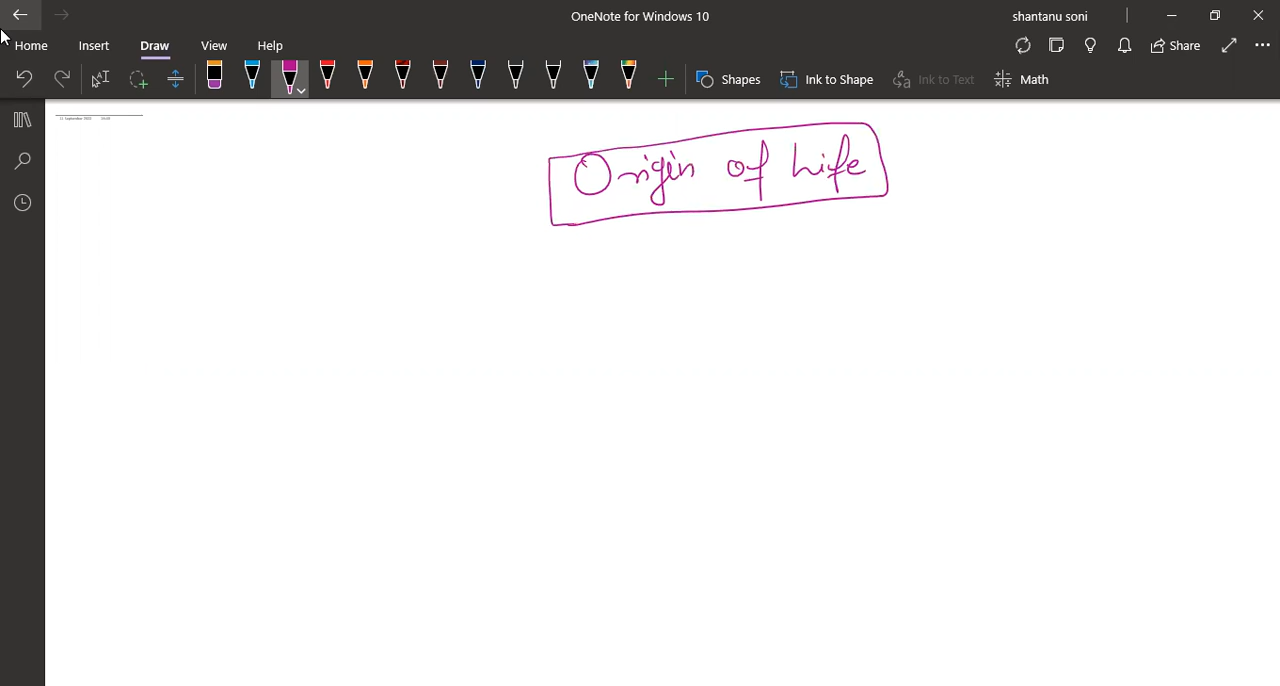 OneNote for Windows 10
shantanu soni
Home Insert Draw View Help
Share
Shapes
Ink to Shape
Ink to Text
Math
Origin of Life